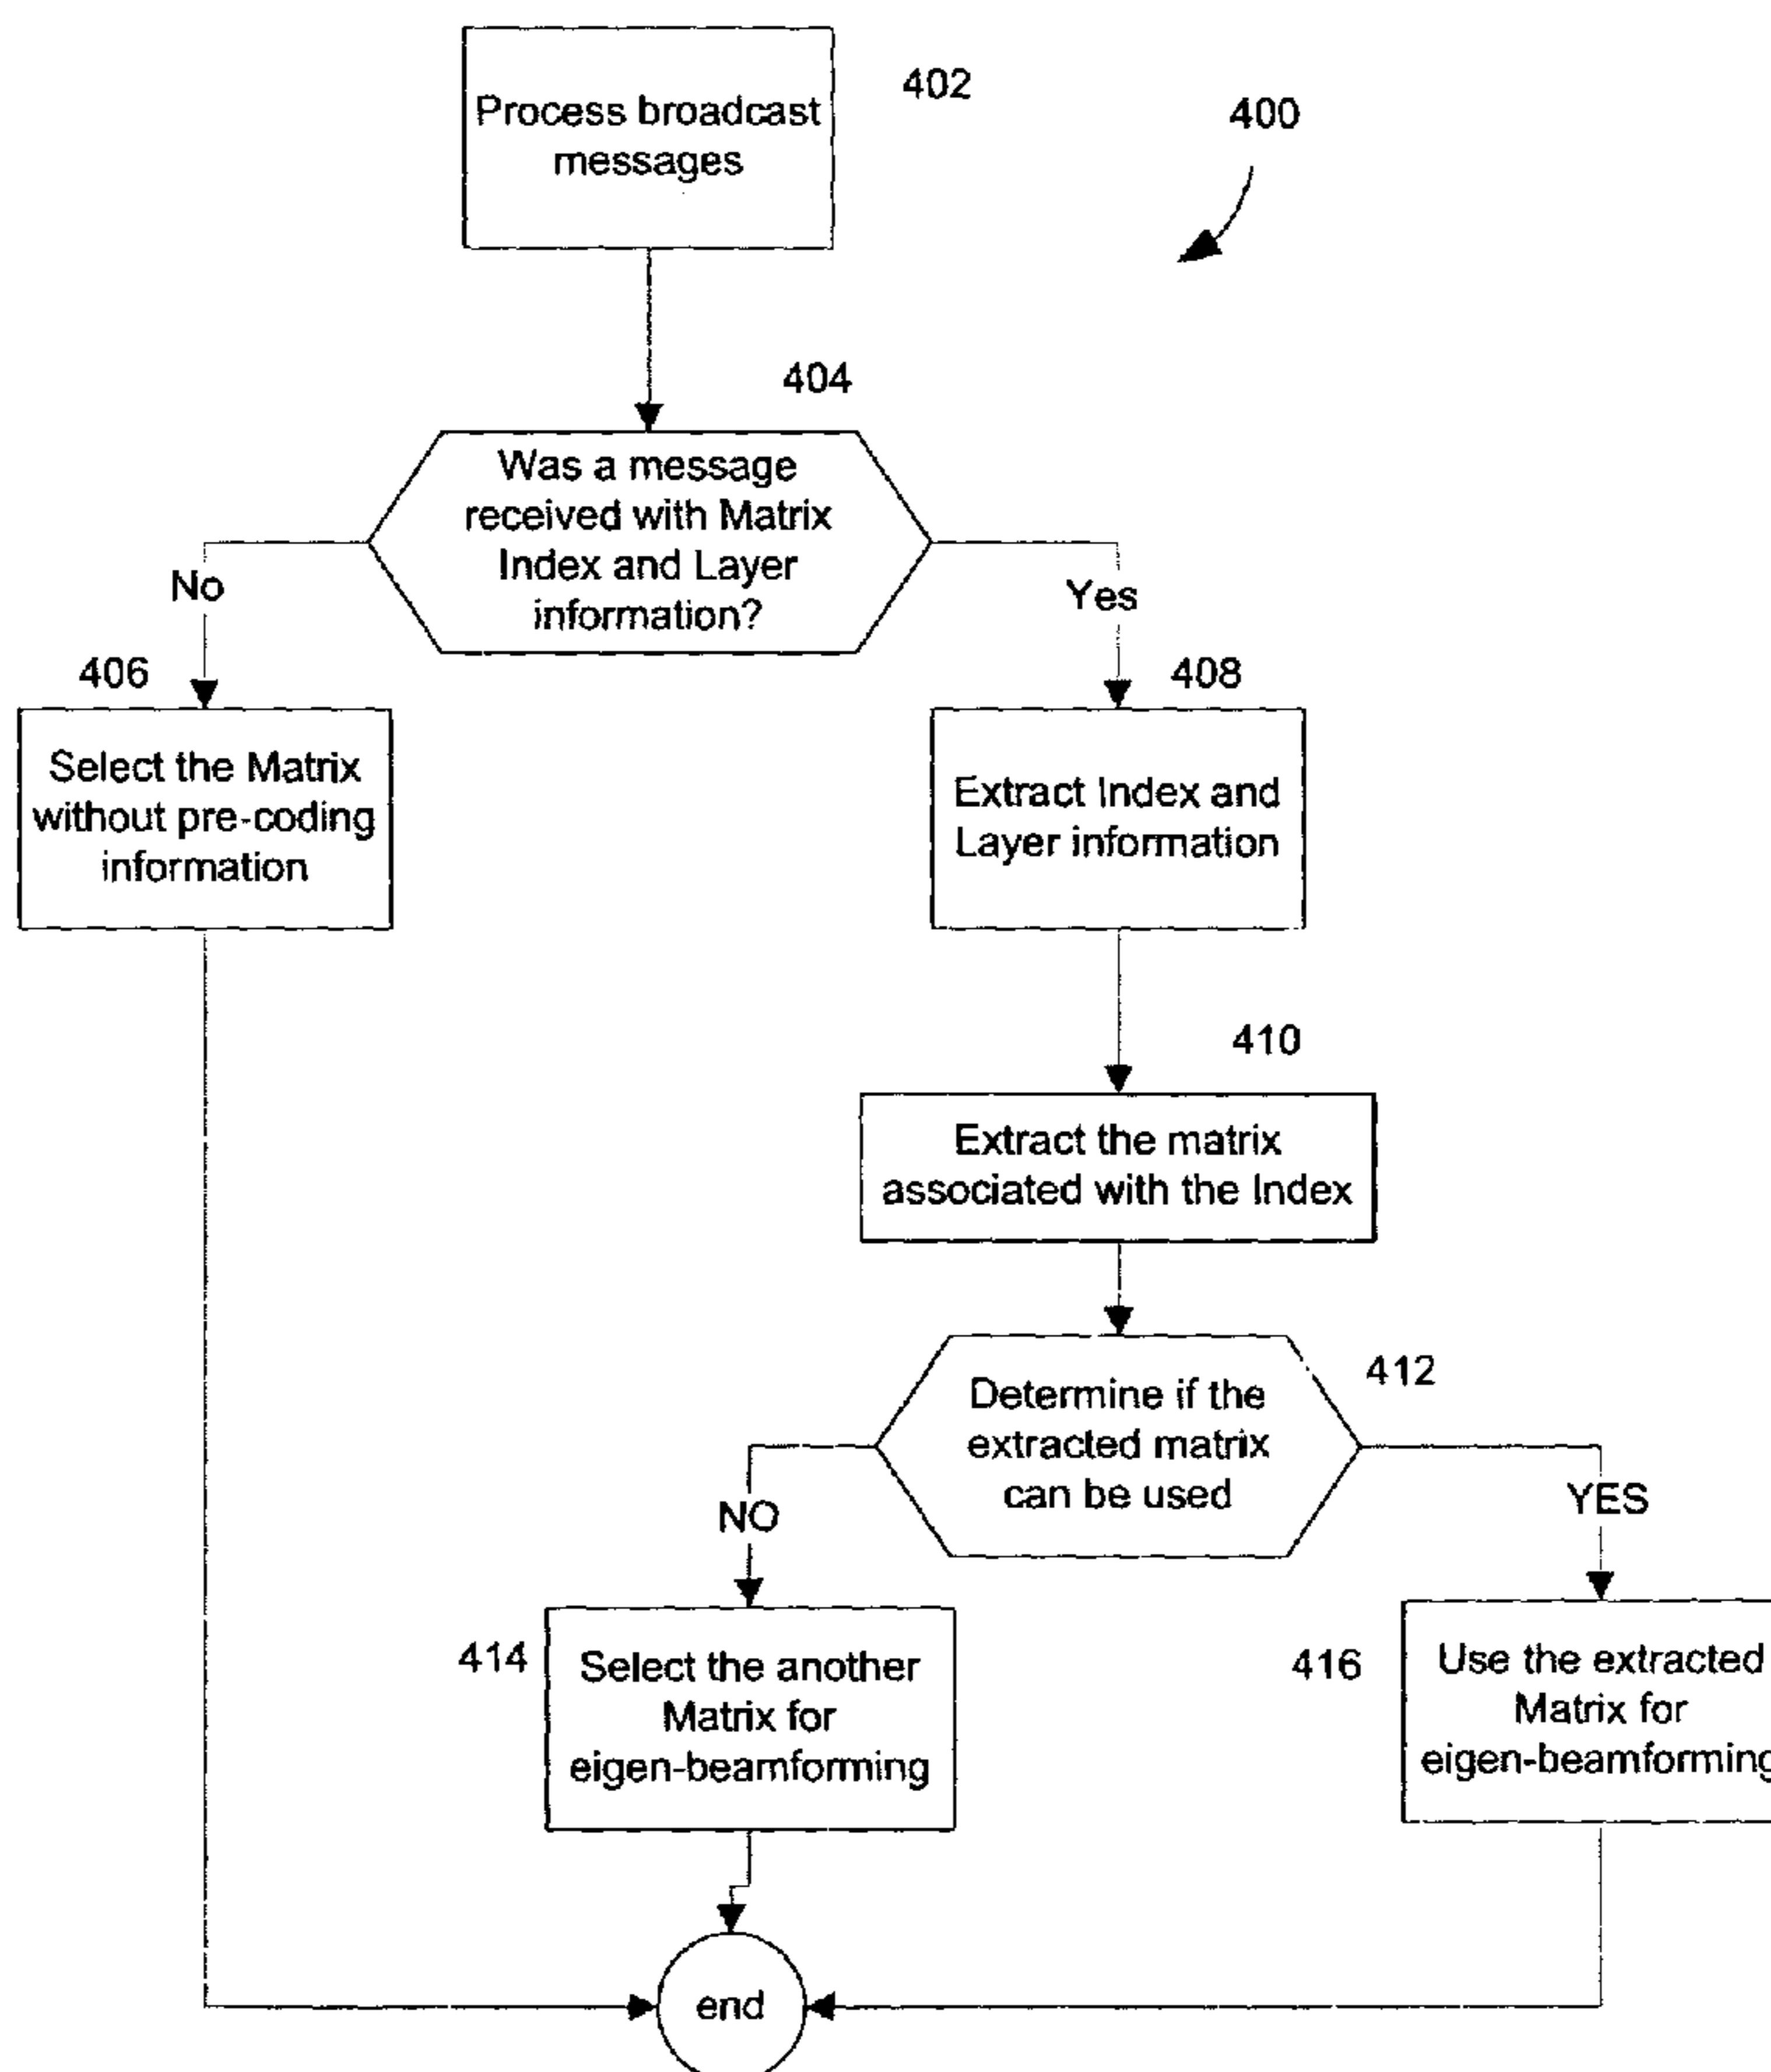 Process broadcast
messages
402
400
404
Was a message
received with Matrix
Index and Layer
information?
No
Yes
406
408
Select the Matrix
without pre-coding
information
Extract Index and
Layer information
410
Extract the matrix
associated with the Index
412
Determine if the
extracted matrix
can be used
NO
YES
414
Select the another
Matrix for
eigen-beamforming
416
Use the extracted
Matrix for
eigen-beamforming
end